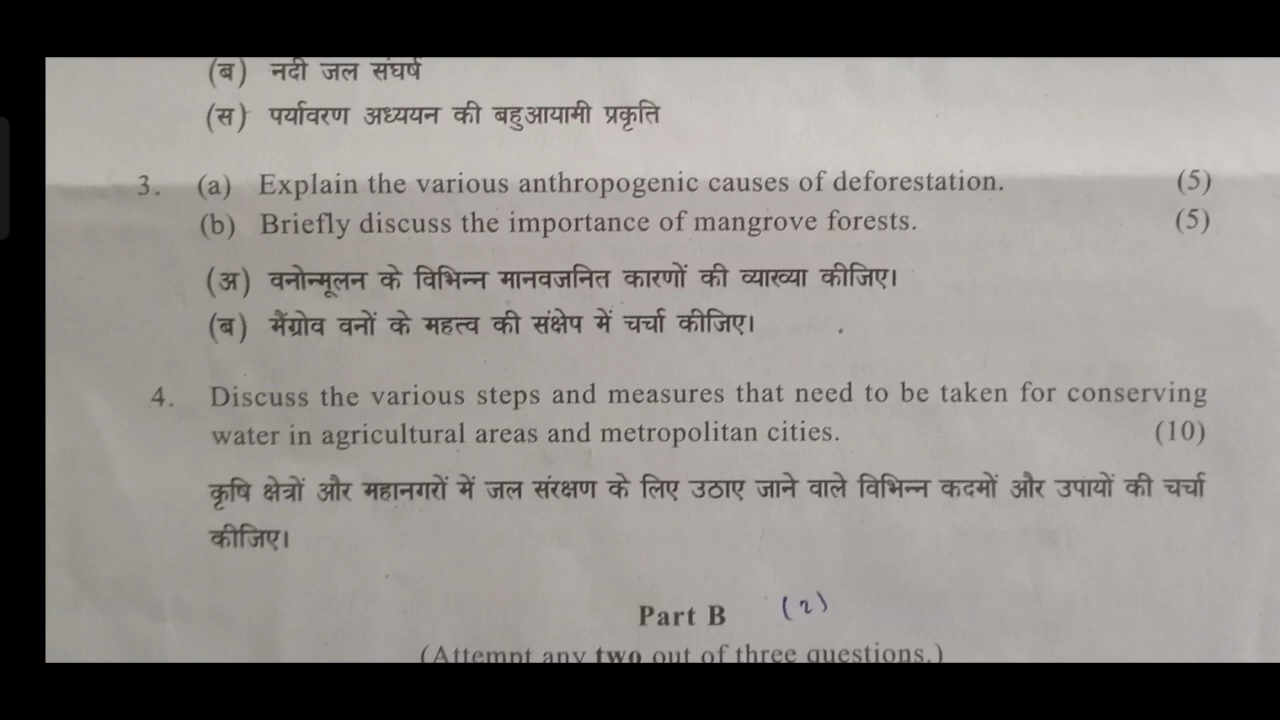 (ब) नदी जल संघर्ष
(स) पर्यावरण अध्ययन की बहुआयामी प्रकृति
3. (a) Explain the various anthropogenic causes of deforestation. (5)
(b) Briefly discuss the importance of mangrove forests. (5)
(अ) वनोन्मूलन के विभिन्न मानवजनित कारणों की व्याख्या कीजिए।
(ब) मैंग्रोव वनों के महत्व की संक्षेप में चर्चा कीजिए।
4. Discuss the various steps and measures that need to be taken for conserving
water in agricultural areas and metropolitan cities. (10)
कृषि क्षेत्रों और महानगरों में जल संरक्षण के लिए उठाए जाने वाले विभिन्न कदमों और उपायों की चर्चा
कीजिए।
Part B (2)
(Attempt any two out of three questions.)